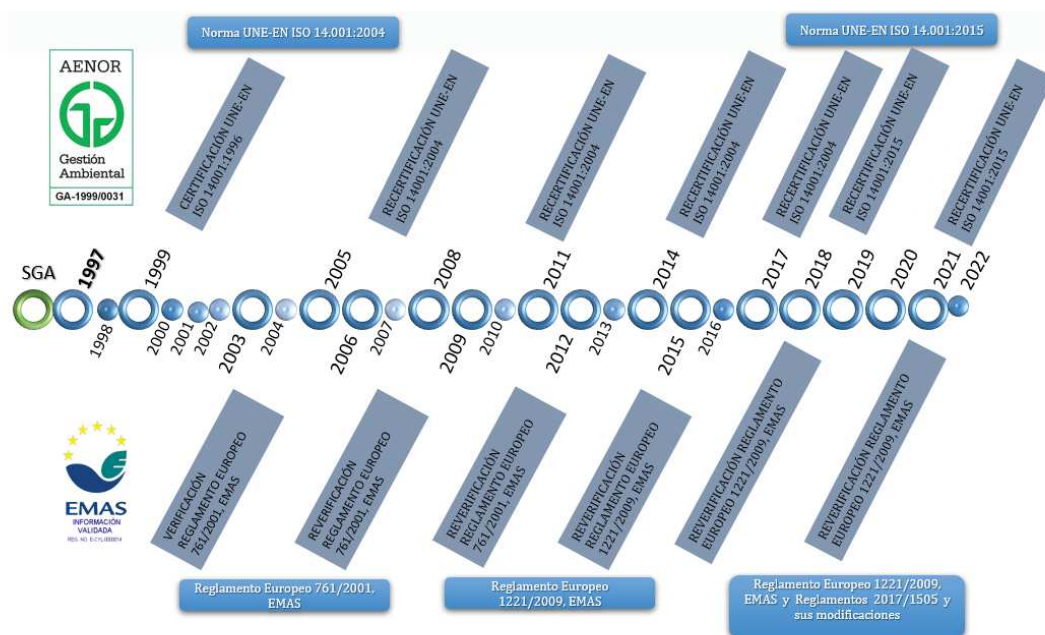 Norma UNE-EN ISO 14.001:2004
Norma UNE-EN ISO 14.001:2015
AENOR
Gestión
Ambiental
GA-1999/0031
CERTIFICACIÓN UNE-EN
ISO 14001:1996
RECERTIFICACIÓN UNE-EN
ISO 14001:2004
RECERTIFICACIÓN UNE-EN
ISO 14001:2004
RECERTIFICACIÓN UNE-EN
ISO 14001:2004
RECERTIFICACIÓN UNE-EN
ISO 14001:2004
RECERTIFICACIÓN UNE-EN
ISO 14001:2015
RECERTIFICACIÓN UNE-EN
ISO 14001:2015
SGA
1997
1998
1999
2000
2001
2002
2003
2004
2005
2006
2007
2008
2009
2010
2011
2012
2013
2014
2015
2016
2017
2018
2019
2020
2021
2022
EMAS
INFORMACIÓN
VALIDADA
VERIFICACIÓN
REGLAMENTO EUROPEO
761/2001, EMAS
REVERIFICACIÓN
REGLAMENTO EUROPEO
761/2001, EMAS
REVERIFICACIÓN
REGLAMENTO EUROPEO
761/2001, EMAS
REVERIFICACIÓN
REGLAMENTO EUROPEO
1221/2009, EMAS
REVERIFICACIÓN REGLAMENTO
EUROPEO 1221/2009, EMAS
REVERIFICACIÓN REGLAMENTO
EUROPEO 1221/2009, EMAS
Reglamento Europeo 761/2001,
EMAS
Reglamento Europeo
1221/2009, EMAS
Reglamento Europeo 1221/2009,
EMAS y Reglamentos 2017/1505 y
sus modificaciones